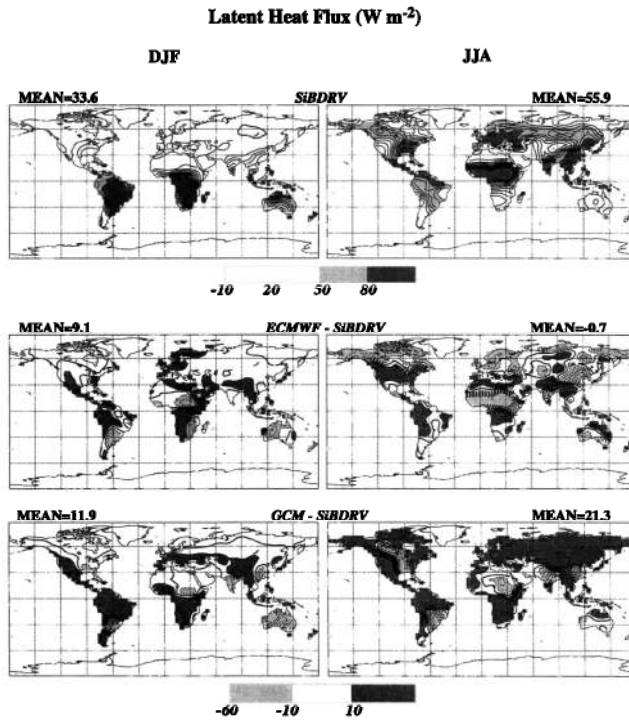 Latent Heat Flux (W m-2)
DJF JJA
MEAN=33.6 SiBDRV MEAN=55.9
-10 20 50 80
MEAN=9.1 ECMWF - SiBDRV MEAN=-0.7
MEAN=11.9 GCM - SiBDRV MEAN=21.3
-60 -10 10